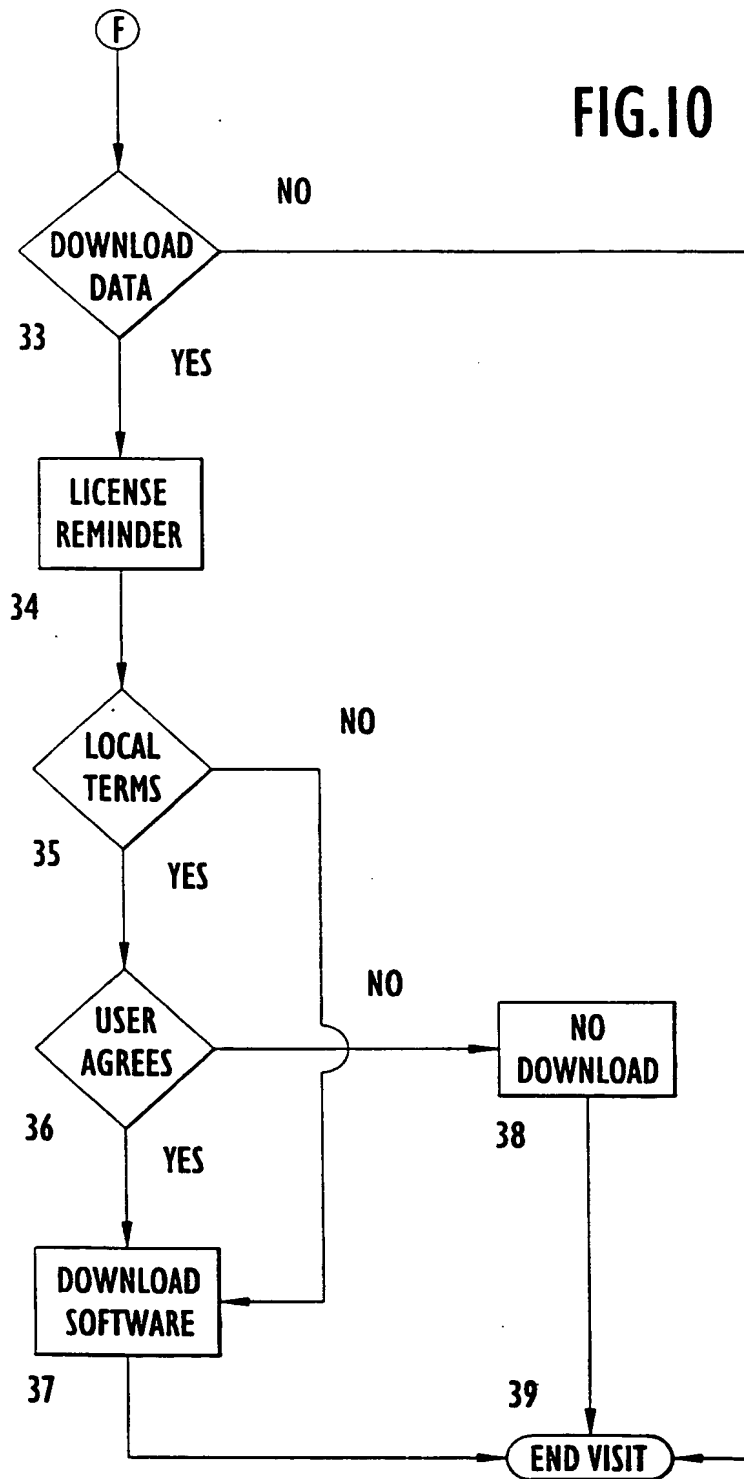 F
FIG.10
NO
DOWNLOAD
DATA
33
YES
LICENSE
REMINDER
34
NO
LOCAL
TERMS
35
YES
NO
USER
AGREES
NO
DOWNLOAD
36
38
YES
DOWNLOAD
SOFTWARE
37
39
END VISIT